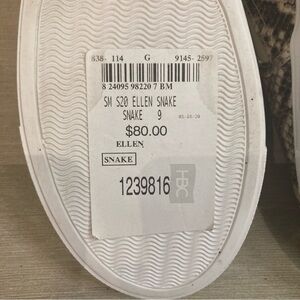 838- 114 G 9145-2597
8 24095 98220 7 BM
SM S20 ELLEN SNAKE
SNAKE 9
$80.00
ELLEN
SNAKE
1239816